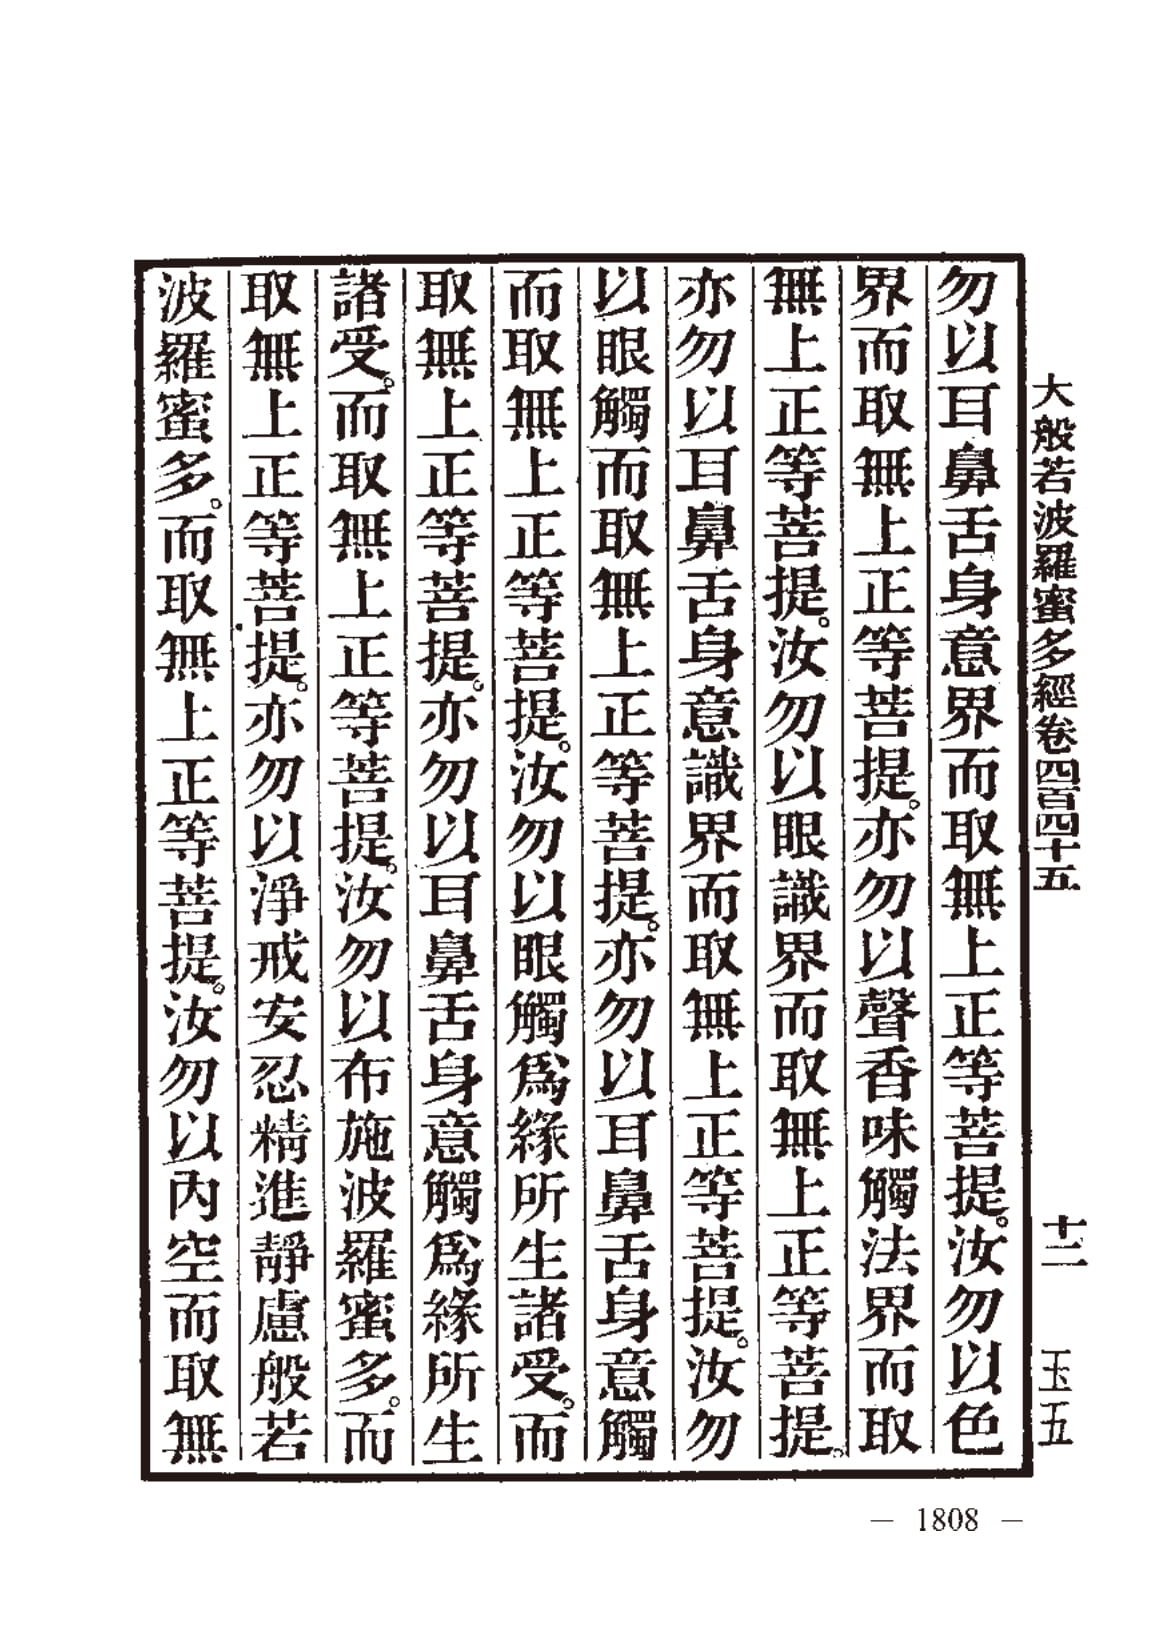 大般若波羅蜜多經卷四百四十五 十二 玉五
勿以耳鼻舌身意界而取無上正等菩提。汝勿以色
界而取無上正等菩提。亦勿以聲香味觸法界而取
無上正等菩提。汝勿以眼識界而取無上正等菩提。
亦勿以耳鼻舌身意識界而取無上正等菩提。汝勿
以眼觸而取無上正等菩提。亦勿以耳鼻舌身意觸
而取無上正等菩提。汝勿以眼觸爲緣所生諸受。而
取無上正等菩提。亦勿以耳鼻舌身意觸爲緣所生
諸受。而取無上正等菩提。汝勿以布施波羅蜜多。而
取無上正等菩提。亦勿以淨戒安忍精進靜慮般若
波羅蜜多。而取無上正等菩提。汝勿以內空而取無
— 1808 —